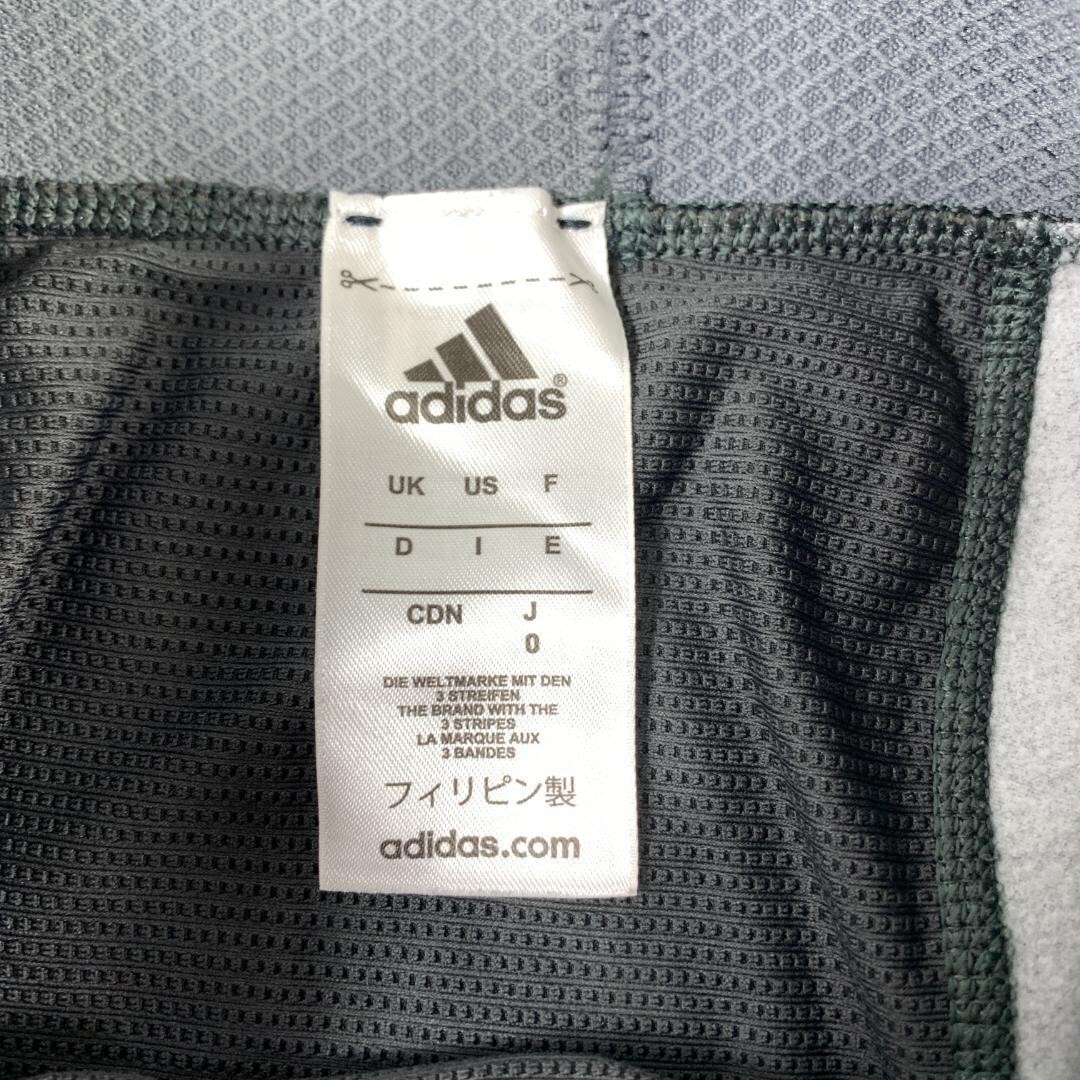 adidas®
UK US F
D I E
CDN J
O
DIE WELTMARKE MIT DEN
3 STREIFEN
THE BRAND WITH THE
3 STRIPES
LA MARQUE AUX
3 BANDES
フィリピン製
adidas.com